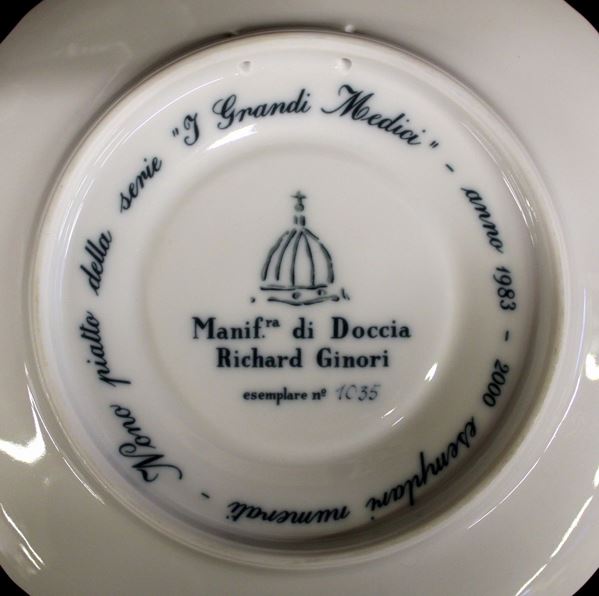 Nono piatto della serie "I Grandi Medici" - anno 1983 - 2000 esemplari numerati -
Manif.ra di Doccia
Richard Ginori
esemplare nº 1035